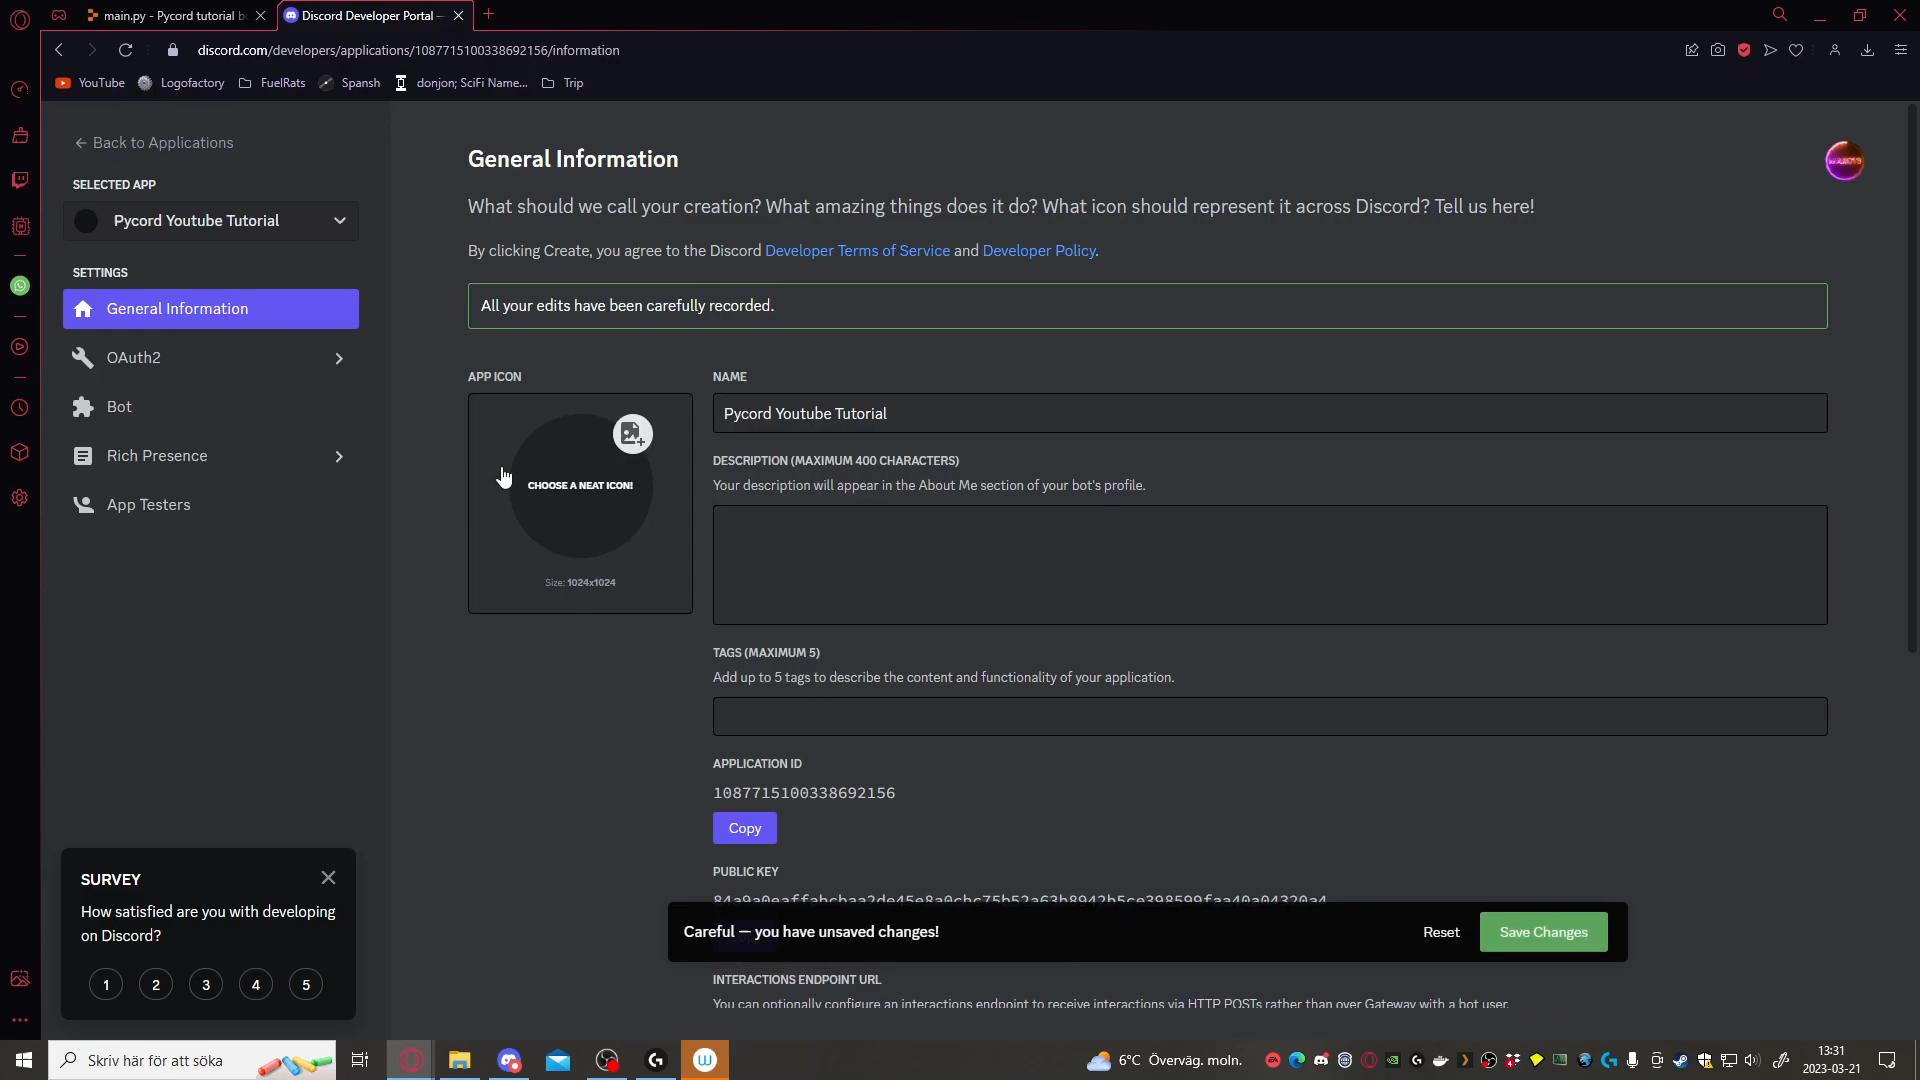 main.py - Pycord tutorial b
Discord Developer Portal —
discord.com/developers/applications/1087715100338692156/information
YouTube
Logofactory
FuelRats
Spansh
donjon; SciFi Name...
Trip
Back to Applications
SELECTED APP
Pycord Youtube Tutorial
SETTINGS
General Information
OAuth2
Bot
Rich Presence
App Testers
General Information
What should we call your creation? What amazing things does it do? What icon should represent it across Discord? Tell us here!
By clicking Create, you agree to the Discord Developer Terms of Service and Developer Policy.
All your edits have been carefully recorded.
APP ICON
CHOOSE A NEAT ICON!
Size: 1024x1024
NAME
Pycord Youtube Tutorial
DESCRIPTION (MAXIMUM 400 CHARACTERS)
Your description will appear in the About Me section of your bot's profile.
TAGS (MAXIMUM 5)
Add up to 5 tags to describe the content and functionality of your application.
APPLICATION ID
1087715100338692156
Copy
PUBLIC KEY
Careful — you have unsaved changes!
Reset
Save Changes
INTERACTIONS ENDPOINT URL
You can optionally configure an interactions endpoint to receive interactions via HTTP POSTs rather than over Gateway with a bot user.
SURVEY
How satisfied are you with developing
on Discord?
1 2 3 4 5
Skriv här för att söka
6°C Överväg. moln.
13:31
2023-03-21